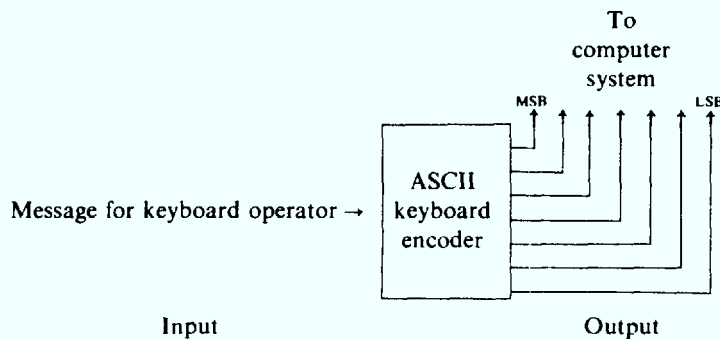 To
computer
system
MSB
LSB
ASCII
keyboard
encoder
Message for keyboard operator →
Input
Output